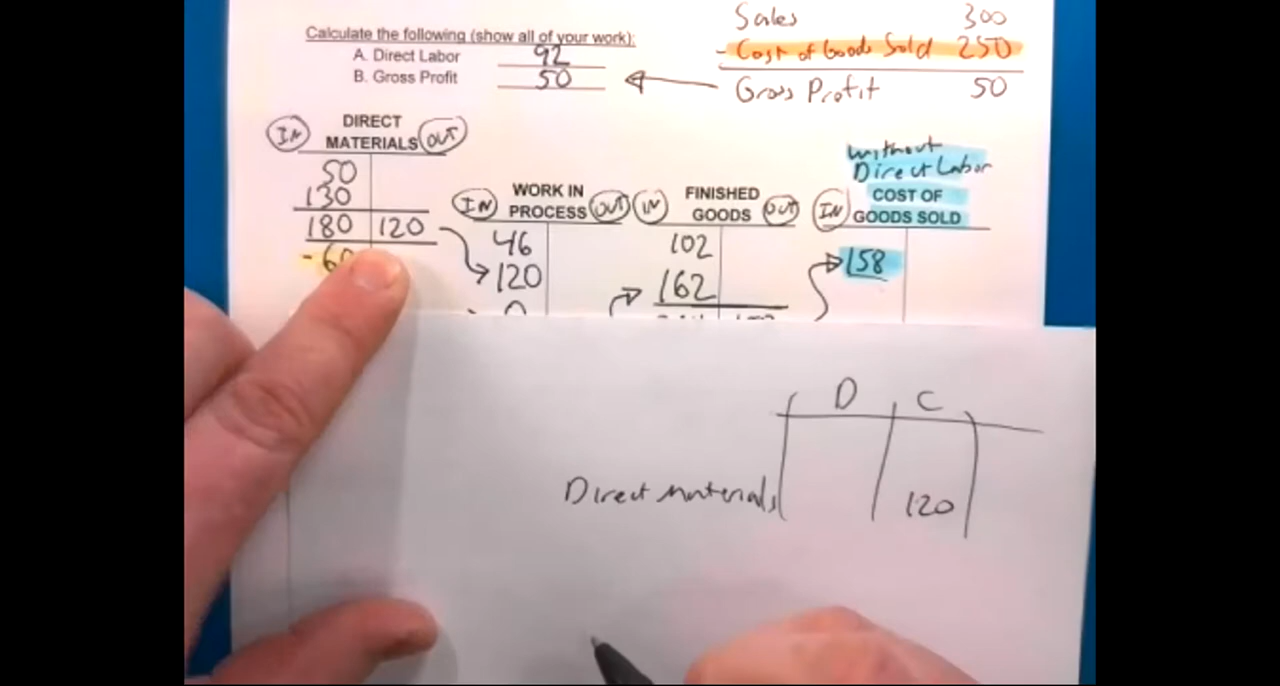 Sales 300
Calculate the following (show all of your work):
- Cost of Goods Sold 250
A. Direct Labor 92
B. Gross Profit 50
Gross Profit 50
DIRECT
IN MATERIALS OUT
50
130
180 120
- 60
WORK IN
IN PROCESS OUT
46
120
FINISHED
IN GOODS OUT
102
162
without
Direct Labor
COST OF
IN GOODS SOLD
158
D C
Direct Materials 120